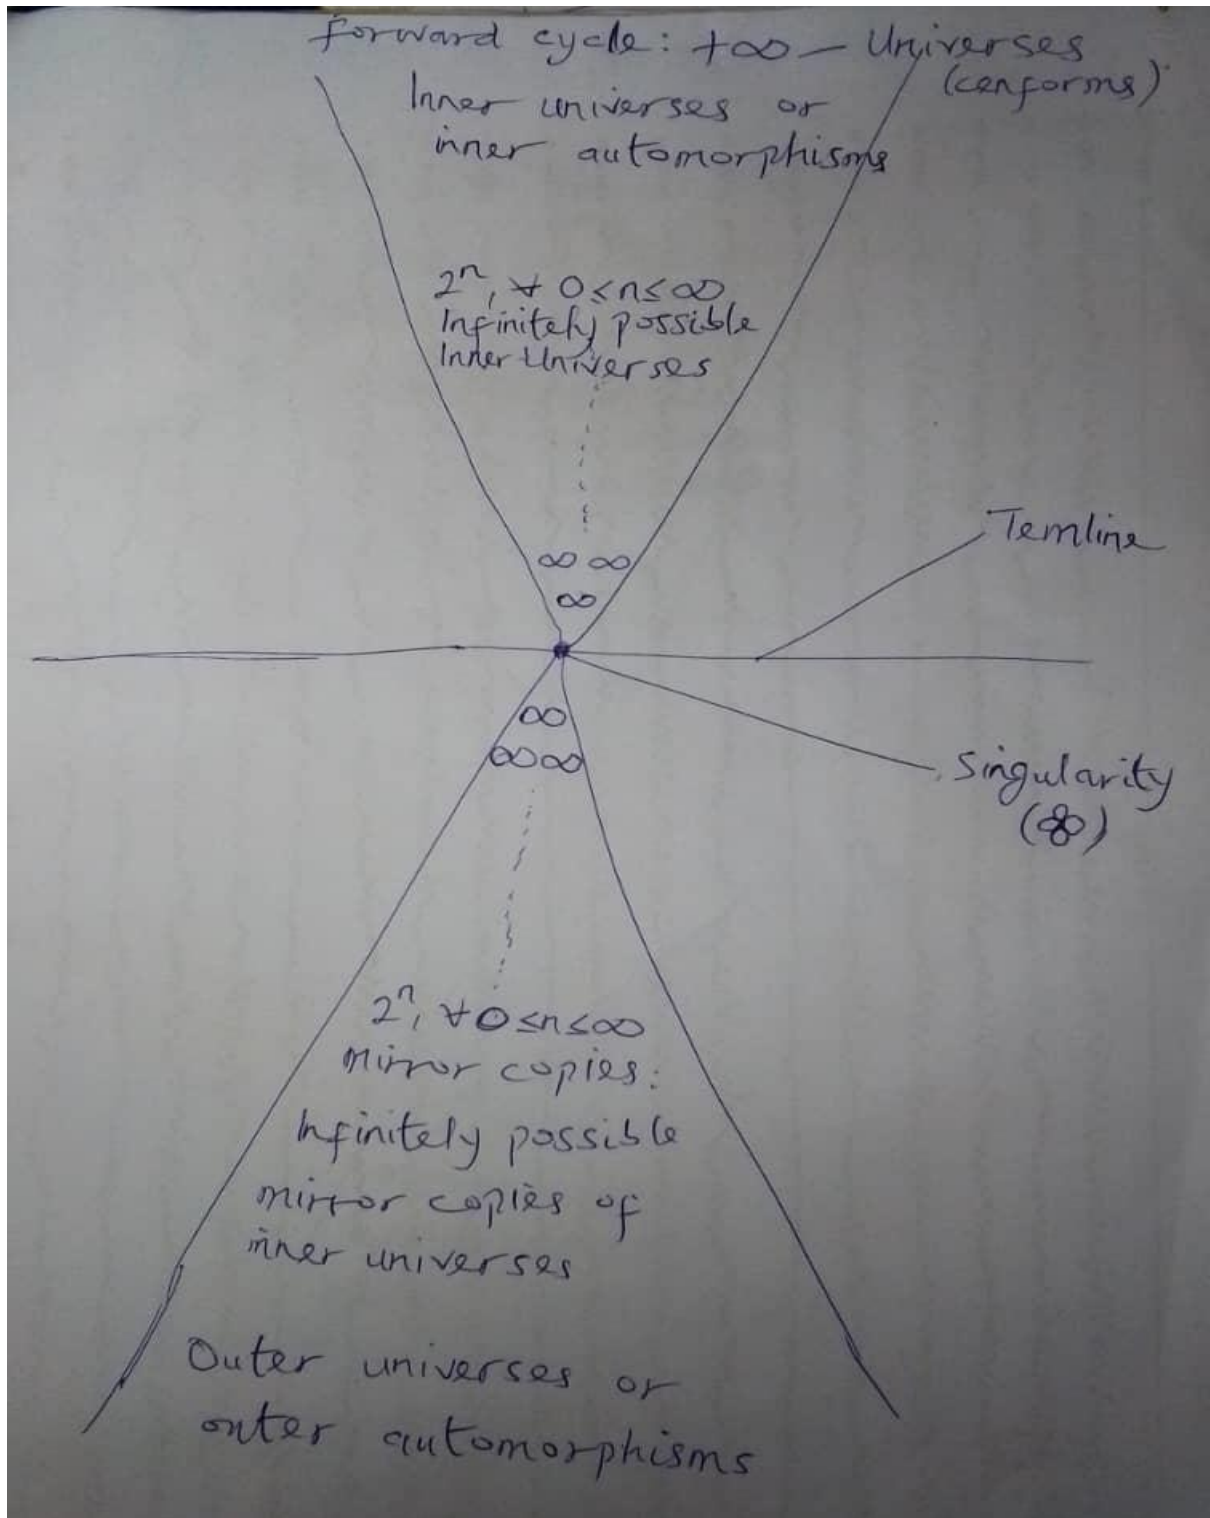 forward cycle: +∞ — Universes
(conforms)
Inner universes or
inner automorphisms
2ⁿ, ∀ 0≤n≤∞
Infinitely possible
Inner Universes
∞ ∞
∞
Temline
∞
∞ ∞
Singularity
2ⁿ, ∀ 0≤n≤∞
mirror copies:
Infinitely possible
mirror copies of
inner universes
Outer universes or
outer automorphisms